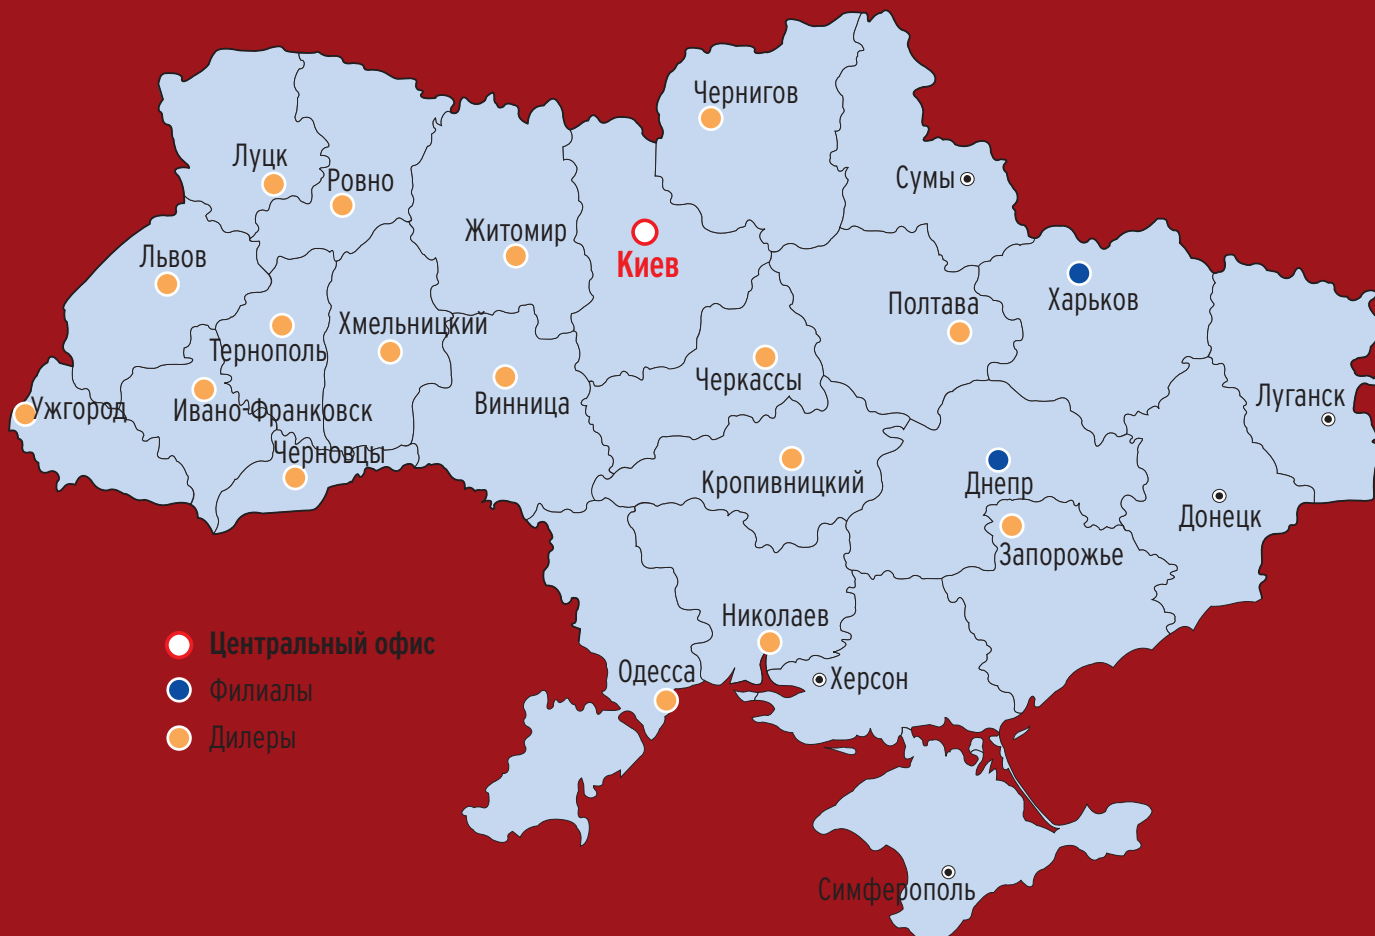 Чернигов
Луцк
Ровно
Сумы
Житомир
Киев
Львов
Харьков
Полтава
Хмельницкий
Тернополь
Черкассы
Винница
Луганск
Ужгород
Ивано-Франковск
Черновцы
Кропивницкий
Днепр
Донецк
Запорожье
Николаев
Центральный офис
Одесса
Херсон
Филиалы
Дилеры
Симферополь